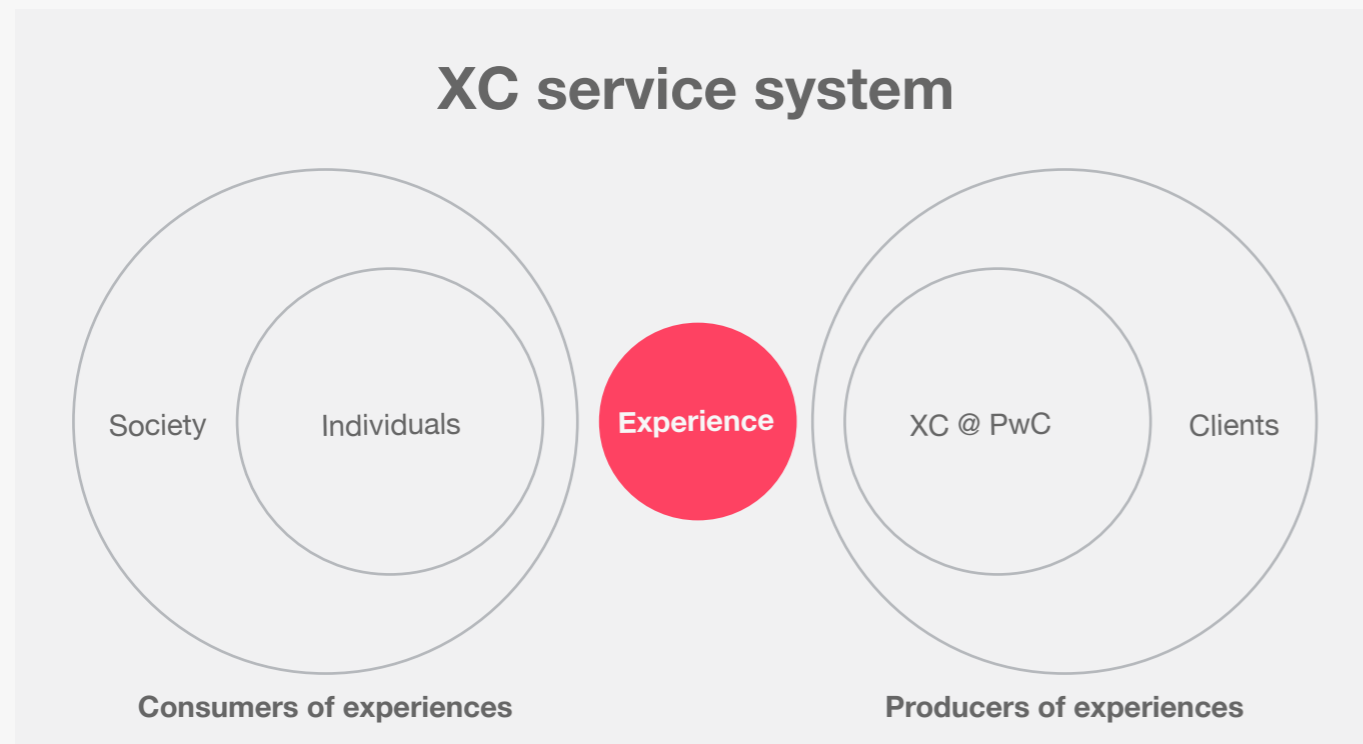 XC service system
Society
Individuals
Experience
XC @ PwC
Clients
Consumers of experiences
Producers of experiences